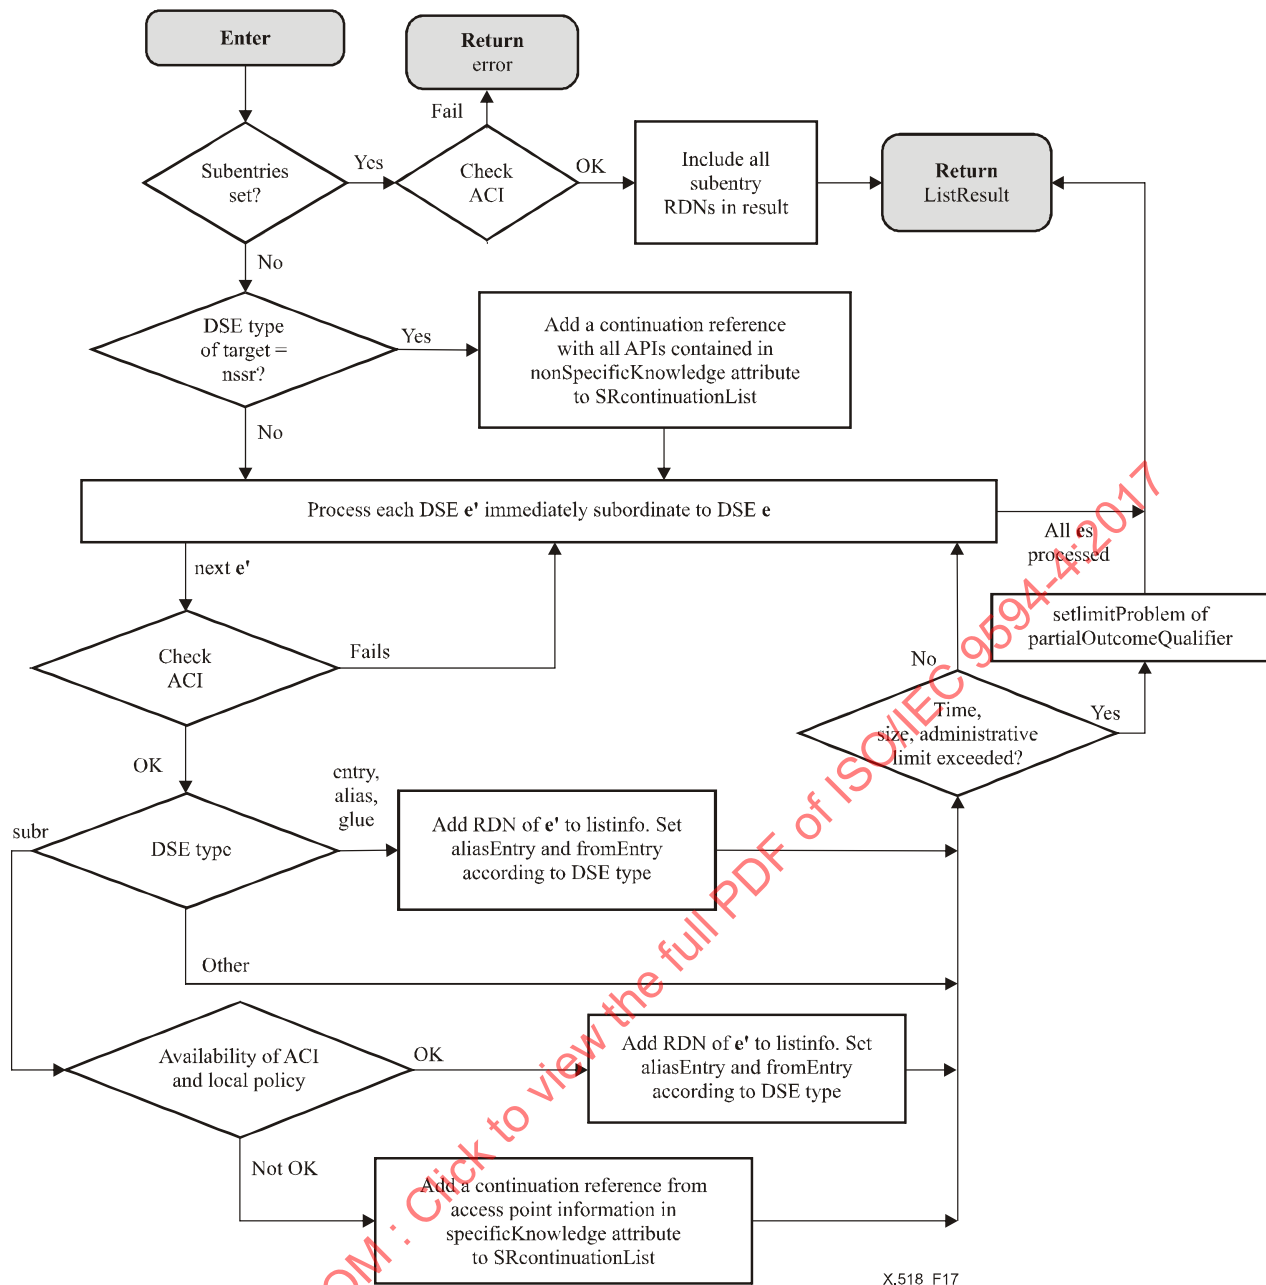 Enter
Return
error
Fail
Subentries
set?
Yes
Check
ACI
OK
Include all
subentry
RDNs in result
Return
ListResult
No
DSE type
of target =
nssr?
Yes
Add a continuation reference
with all APIs contained in
nonSpecificKnowledge attribute
to SRcontinuationList
No
Process each DSE e' immediately subordinate to DSE e
All es
processed
next e'
Check
ACI
Fails
setlimitProblem of
partialOutcomeQualifier
No
Time,
size, administrative
limit exceeded?
Yes
OK
subr
DSE type
entry,
alias,
glue
Add RDN of e' to listinfo. Set
aliasEntry and fromEntry
according to DSE type
Other
Availability of ACI
and local policy
OK
Add RDN of e' to listinfo. Set
aliasEntry and fromEntry
according to DSE type
Not OK
Add a continuation reference from
access point information in
specificKnowledge attribute
to SRcontinuationList
X.518_F17
OM : Click to view the full PDF of ISO/IEC 9594-4:2017